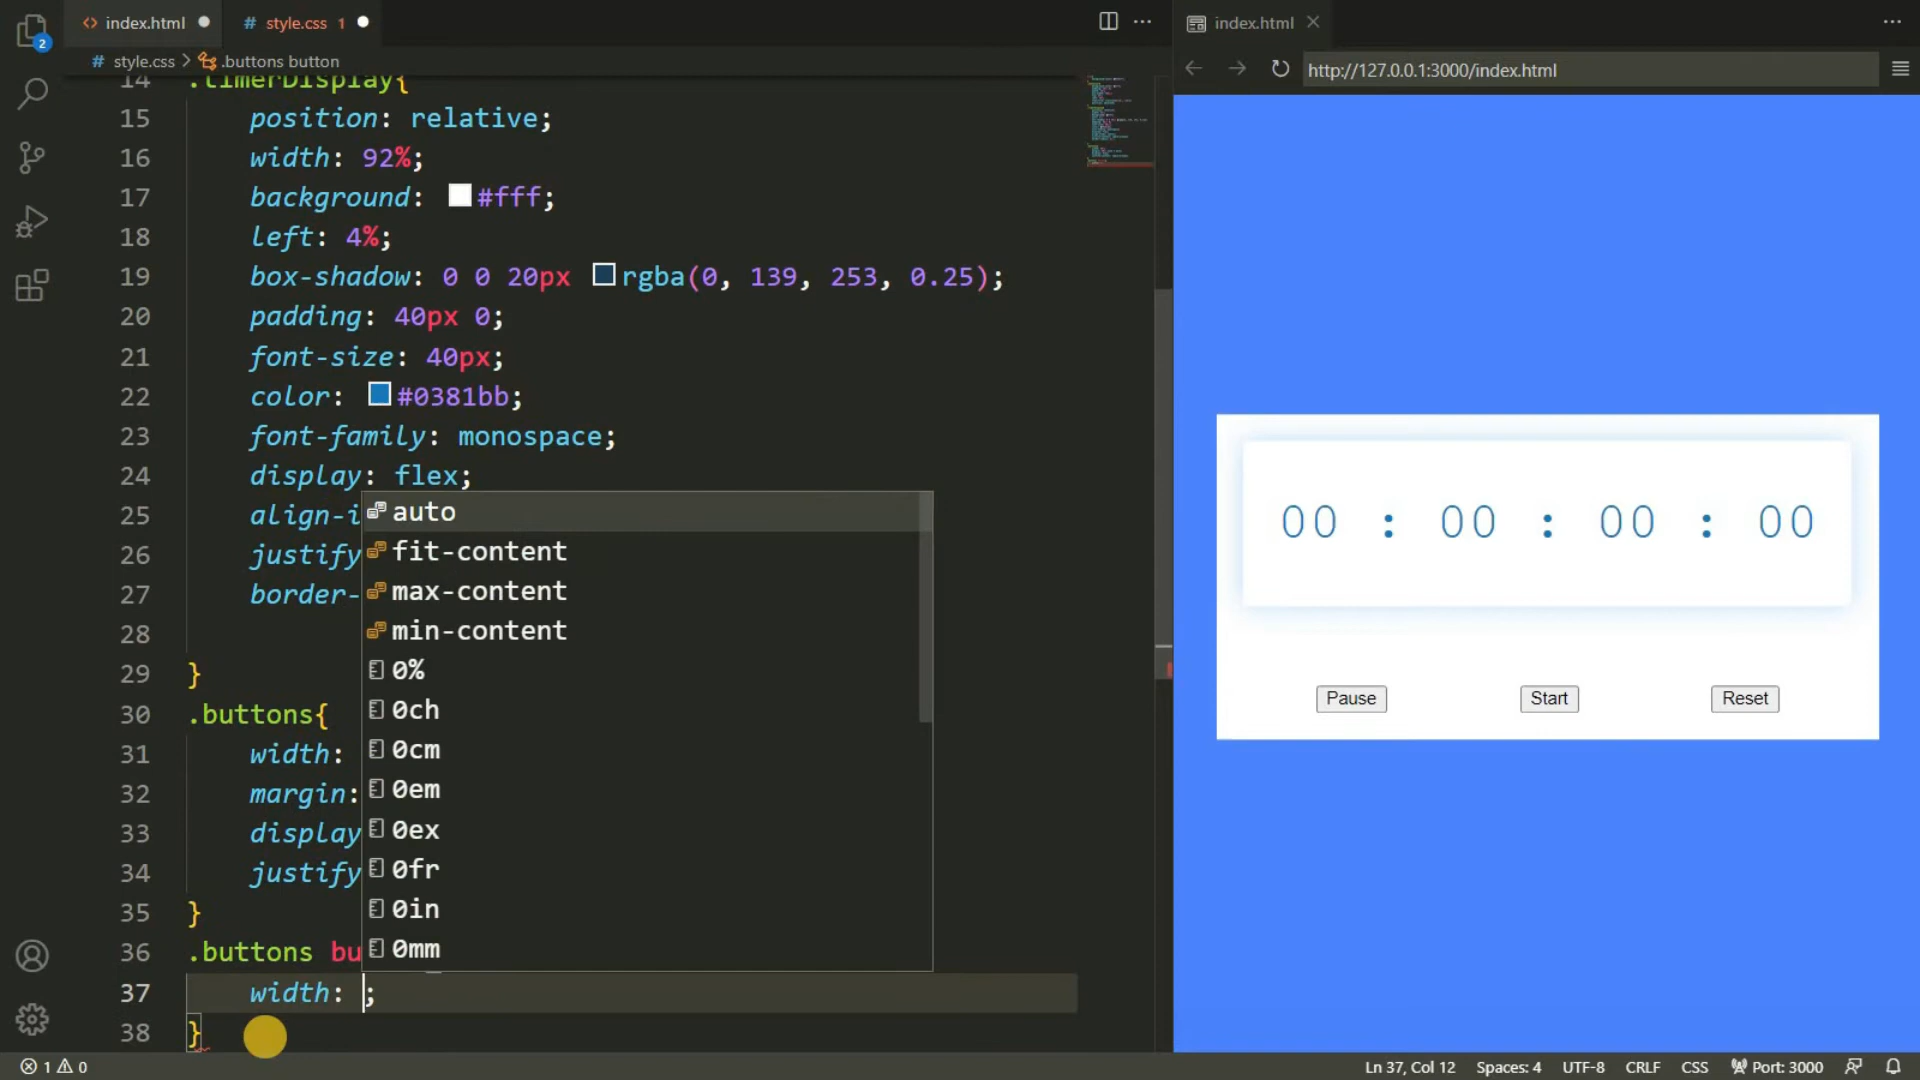 index.html
# style.css 1
index.html
# style.css > .buttons button
http://127.0.0.1:3000/index.html
2
14 .timerDisplay{
15 position: relative;
16 width: 92%;
17 background: #fff;
18 left: 4%;
19 box-shadow: 0 0 20px rgba(0, 139, 253, 0.25);
20 padding: 40px 0;
21 font-size: 40px;
22 color: #0381bb;
23 font-family: monospace;
24 display: flex;
25 align-i
26 justify
27 border-
28
29 }
30 .buttons{
31 width:
32 margin:
33 display
34 justify
35 }
36 .buttons bu
37 width: ;
38 }
auto
fit-content
max-content
min-content
0%
0ch
0cm
0em
0ex
0fr
0in
0mm
00 : 00 : 00 : 00
Pause Start Reset
1 0
Ln 37, Col 12 Spaces: 4 UTF-8 CRLF CSS Port: 3000